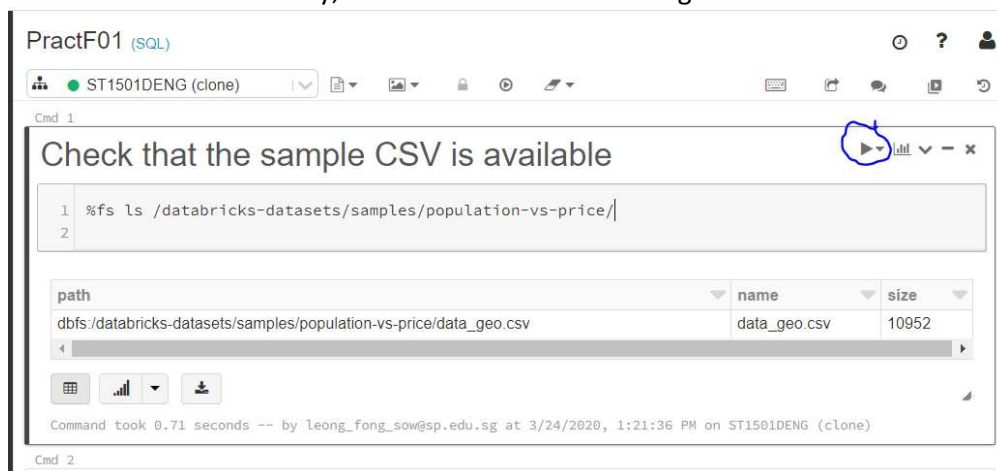 PractF01 (SQL)
?
ST1501DENG (clone)
Cmd 1
Check that the sample CSV is available
1 %fs ls /databricks-datasets/samples/population-vs-price/
2
path name size
dbfs:/databricks-datasets/samples/population-vs-price/data_geo.csv data_geo.csv 10952
Command took 0.71 seconds -- by leong_fong_sow@sp.edu.sg at 3/24/2020, 1:21:36 PM on ST1501DENG (clone)
Cmd 2